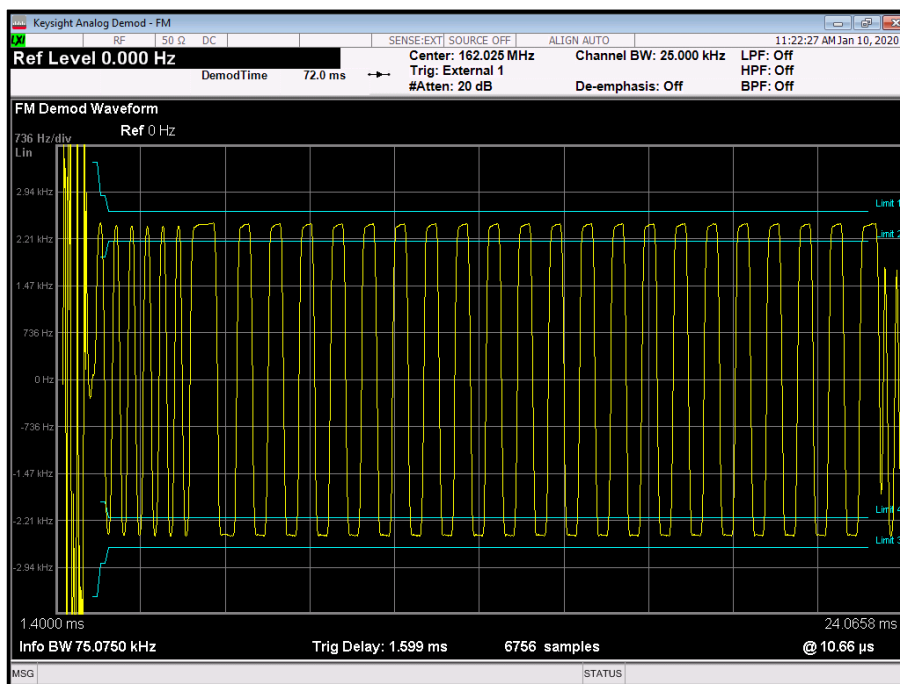 Keysight Analog Demod - FM
LXI RF 50 Ω DC SENSE:EXT SOURCE OFF ALIGN AUTO 11:22:27 AM Jan 10, 2020
Ref Level 0.000 Hz Center: 162.025 MHz Channel BW: 25.000 kHz LPF: Off
Trig: External 1 HPF: Off
DemodTime 72.0 ms #Atten: 20 dB De-emphasis: Off BPF: Off
FM Demod Waveform
Ref 0 Hz
736 Hz/div
Lin
2.94 kHz
Limit 1
Limit 2
2.21 kHz
1.47 kHz
736 Hz
0 Hz
-736 Hz
-1.47 kHz
Limit 4
-2.21 kHz
Limit 3
-2.94 kHz
1.4000 ms 24.0658 ms
Info BW 75.0750 kHz Trig Delay: 1.599 ms 6756 samples @ 10.66 µs
MSG STATUS